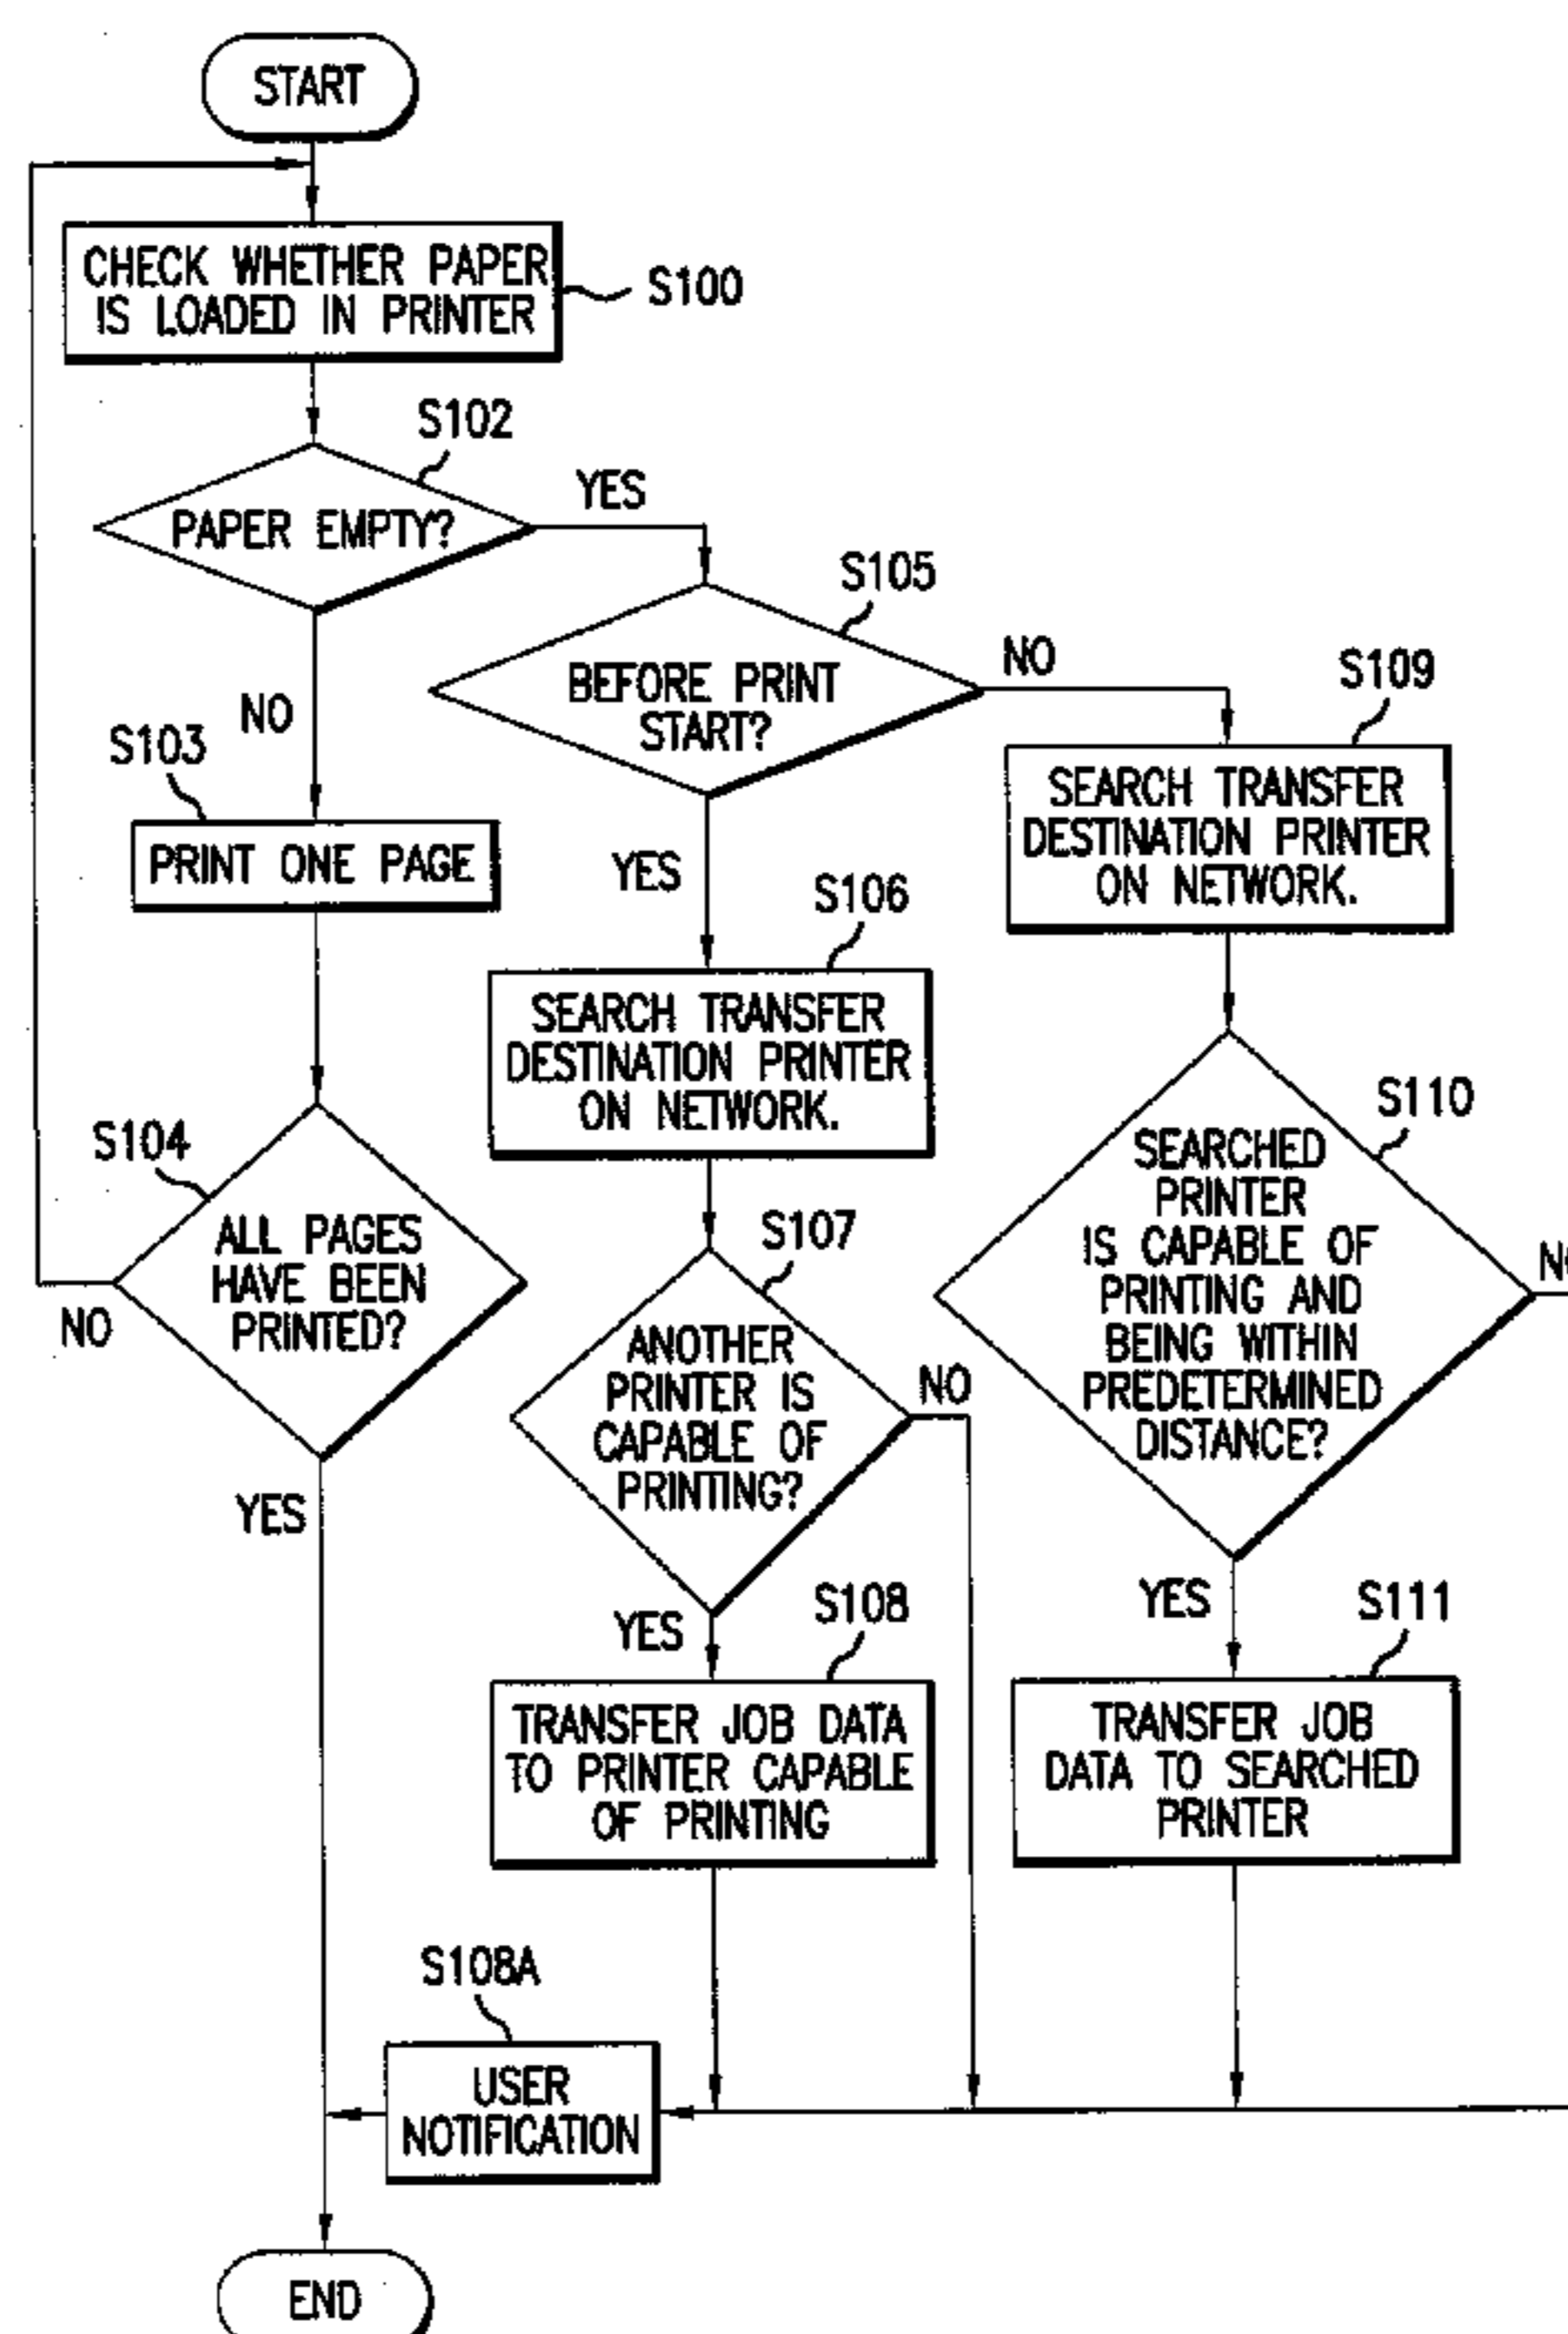 START
CHECK WHETHER PAPER
IS LOADED IN PRINTER
S100
S102
PAPER EMPTY?
YES
NO
S105
BEFORE PRINT
START?
NO
YES
S103
PRINT ONE PAGE
S104
ALL PAGES
HAVE BEEN
PRINTED?
NO
YES
S106
SEARCH TRANSFER
DESTINATION PRINTER
ON NETWORK.
S107
ANOTHER
PRINTER IS
CAPABLE OF
PRINTING?
NO
YES
S108
TRANSFER JOB DATA
TO PRINTER CAPABLE
OF PRINTING
S109
SEARCH TRANSFER
DESTINATION PRINTER
ON NETWORK.
S110
SEARCHED
PRINTER
IS CAPABLE OF
PRINTING AND
BEING WITHIN
PREDETERMINED
DISTANCE?
YES
S111
TRANSFER JOB
DATA TO SEARCHED
PRINTER
S108A
USER
NOTIFICATION
END